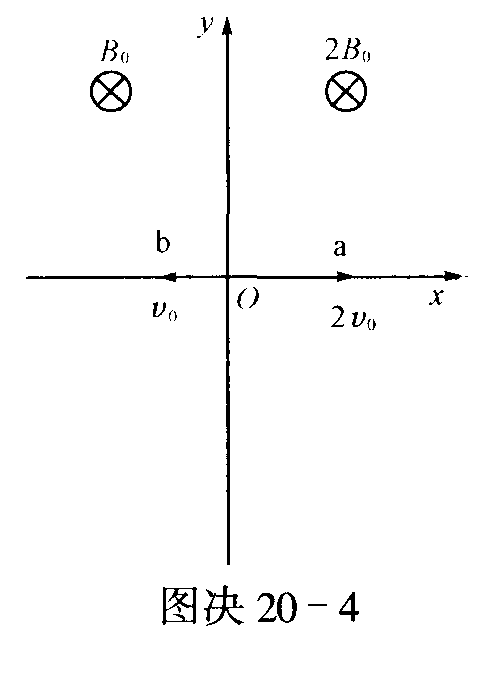 y
B₀ 2B₀
b a
v₀ O 2v₀ x
图决 20-4